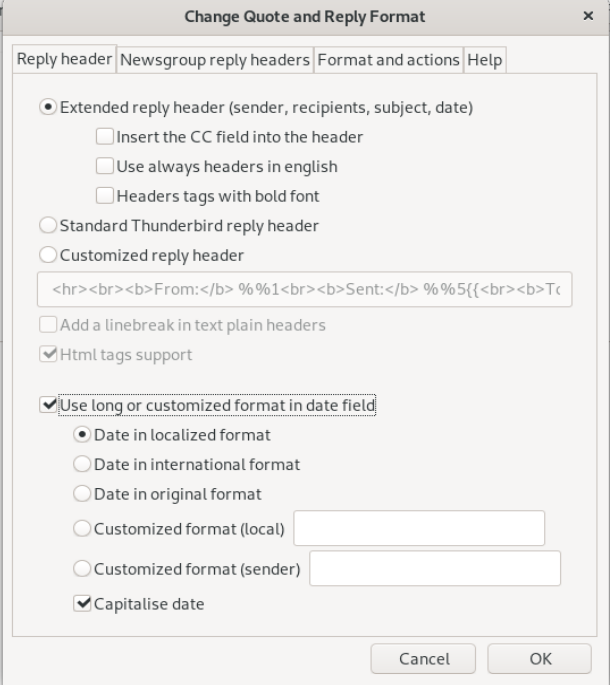 Change Quote and Reply Format
Reply header Newsgroup reply headers Format and actions Help
Extended reply header (sender, recipients, subject, date)
Insert the CC field into the header
Use always headers in english
Headers tags with bold font
Standard Thunderbird reply header
Customized reply header
<hr><br><b>From:</b> %%1<br><b>Sent:</b> %%5{{<br><b>
Add a linebreak in text plain headers
Html tags support
Use long or customized format in date field
Date in localized format
Date in international format
Date in original format
Customized format (local)
Customized format (sender)
Capitalise date
Cancel OK